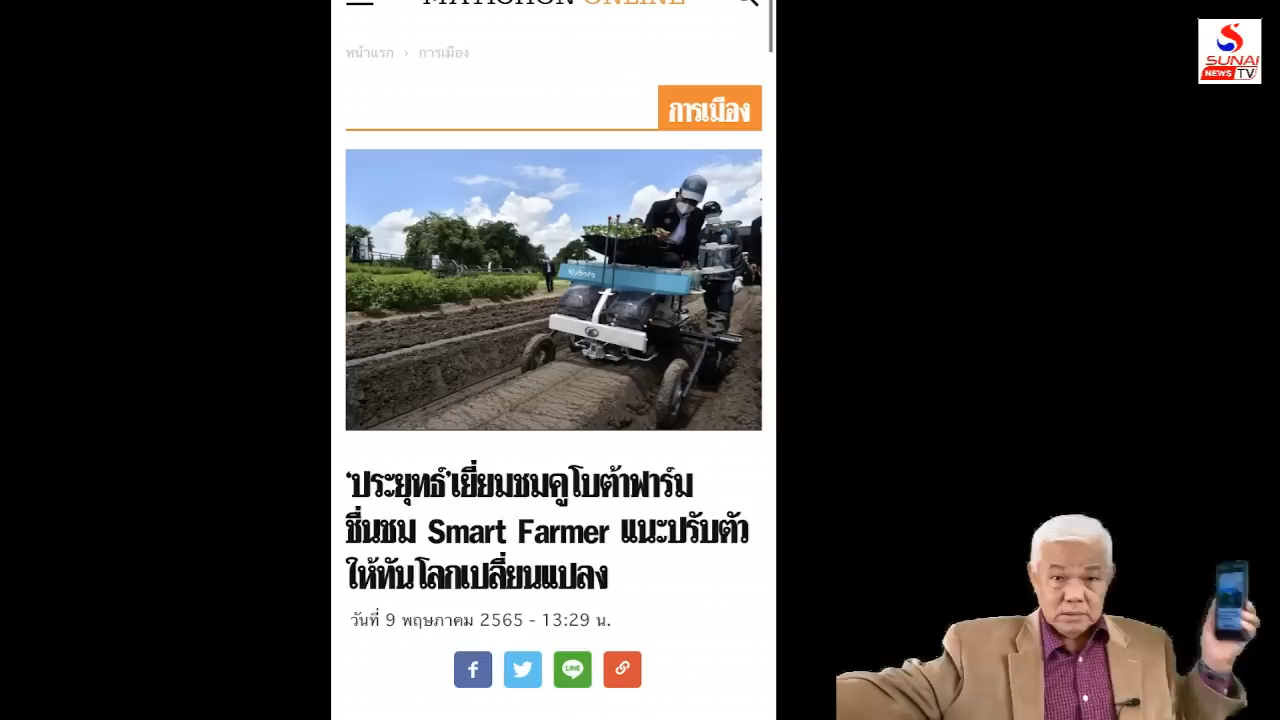 MATICHON ONLINE
หน้าแรก › การเมือง
การเมือง
Kubota
‘ประยุทธ์’เยี่ยมชมคูโบต้าฟาร์ม
ชื่นชม Smart Farmer แนะปรับตัว
ให้ทันโลกเปลี่ยนแปลง
วันที่ 9 พฤษภาคม 2565 - 13:29 น.
f
LINE
SUNAI
NEWS TV